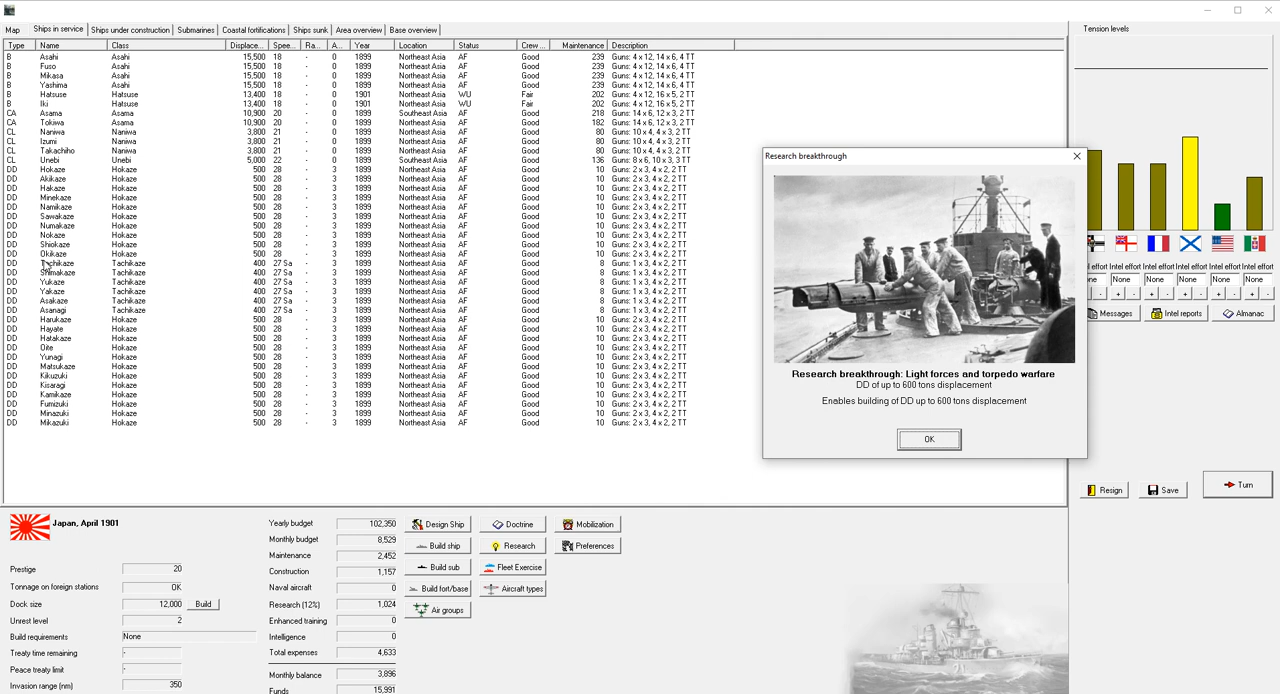 Map Ships in service Ships under construction Submarines Coastal fortifications Ships sunk Area overview Base overview
Type Name Class Displace... Spee... Ra... A... Year Location Status Crew ... Maintenance Description
B Asahi Asahi 15,500 18 - 0 1899 Northeast Asia AF Good 239 Guns: 4 x 12, 14 x 6, 4 TT
B Fuso Asahi 15,500 18 - 0 1899 Northeast Asia AF Good 239 Guns: 4 x 12, 14 x 6, 4 TT
B Mikasa Asahi 15,500 18 - 0 1899 Northeast Asia AF Good 239 Guns: 4 x 12, 14 x 6, 4 TT
B Yashima Asahi 15,500 18 - 0 1899 Northeast Asia AF Good 239 Guns: 4 x 12, 14 x 6, 4 TT
B Hatsuse Hatsuse 13,400 18 - 0 1901 Northeast Asia WU Fair 202 Guns: 4 x 12, 16 x 5, 2 TT
B Iki Hatsuse 13,400 18 - 0 1901 Northeast Asia WU Fair 202 Guns: 4 x 12, 16 x 5, 2 TT
CA Asama Asama 10,900 20 - 0 1899 Southeast Asia AF Good 218 Guns: 14 x 6, 12 x 3, 2 TT
CA Tokiwa Asama 10,900 20 - 0 1899 Northeast Asia AF Good 182 Guns: 14 x 6, 12 x 3, 2 TT
CL Naniwa Naniwa 3,800 21 - 0 1899 Northeast Asia AF Good 80 Guns: 10 x 4, 4 x 3, 2 TT
CL Izumi Naniwa 3,800 21 - 0 1899 Northeast Asia AF Good 80 Guns: 10 x 4, 4 x 3, 2 TT
CL Takachiho Naniwa 3,800 21 - 0 1899 Northeast Asia AF Good 80 Guns: 10 x 4, 4 x 3, 2 TT
CL Unebi Unebi 5,000 22 - 0 1899 Southeast Asia AF Good 136 Guns: 8 x 6, 10 x 3, 3 TT
DD Hokaze Hokaze 500 28 - 3 1899 Northeast Asia AF Good 10 Guns: 2 x 3, 4 x 2, 2 TT
DD Akikaze Hokaze 500 28 - 3 1899 Northeast Asia AF Good 10 Guns: 2 x 3, 4 x 2, 2 TT
DD Hakaze Hokaze 500 28 - 3 1899 Northeast Asia AF Good 10 Guns: 2 x 3, 4 x 2, 2 TT
DD Minekaze Hokaze 500 28 - 3 1899 Northeast Asia AF Good 10 Guns: 2 x 3, 4 x 2, 2 TT
DD Namikaze Hokaze 500 28 - 3 1899 Northeast Asia AF Good 10 Guns: 2 x 3, 4 x 2, 2 TT
DD Sawakaze Hokaze 500 28 - 3 1899 Northeast Asia AF Good 10 Guns: 2 x 3, 4 x 2, 2 TT
DD Numakaze Hokaze 500 28 - 3 1899 Northeast Asia AF Good 10 Guns: 2 x 3, 4 x 2, 2 TT
DD Nokaze Hokaze 500 28 - 3 1899 Northeast Asia AF Good 10 Guns: 2 x 3, 4 x 2, 2 TT
DD Shiokaze Hokaze 500 28 - 3 1899 Northeast Asia AF Good 10 Guns: 2 x 3, 4 x 2, 2 TT
DD Okikaze Hokaze 500 28 - 3 1899 Northeast Asia AF Good 10 Guns: 2 x 3, 4 x 2, 2 TT
DD Tachikaze Tachikaze 400 27 Sa - 3 1899 Northeast Asia AF Good 8 Guns: 1 x 3, 4 x 2, 2 TT
DD Shimakaze Tachikaze 400 27 Sa - 3 1899 Northeast Asia AF Good 8 Guns: 1 x 3, 4 x 2, 2 TT
DD Yukaze Tachikaze 400 27 Sa - 3 1899 Northeast Asia AF Good 8 Guns: 1 x 3, 4 x 2, 2 TT
DD Yakaze Tachikaze 400 27 Sa - 3 1899 Northeast Asia AF Good 8 Guns: 1 x 3, 4 x 2, 2 TT
DD Asakaze Tachikaze 400 27 Sa - 3 1899 Northeast Asia AF Good 8 Guns: 1 x 3, 4 x 2, 2 TT
DD Asanagi Tachikaze 400 27 Sa - 3 1899 Northeast Asia AF Good 8 Guns: 1 x 3, 4 x 2, 2 TT
DD Harukaze Hokaze 500 28 - 3 1899 Northeast Asia AF Good 10 Guns: 2 x 3, 4 x 2, 2 TT
DD Hayate Hokaze 500 28 - 3 1899 Northeast Asia AF Good 10 Guns: 2 x 3, 4 x 2, 2 TT
DD Hatakaze Hokaze 500 28 - 3 1899 Northeast Asia AF Good 10 Guns: 2 x 3, 4 x 2, 2 TT
DD Oite Hokaze 500 28 - 3 1899 Northeast Asia AF Good 10 Guns: 2 x 3, 4 x 2, 2 TT
DD Yunagi Hokaze 500 28 - 3 1899 Northeast Asia AF Good 10 Guns: 2 x 3, 4 x 2, 2 TT
DD Matsukaze Hokaze 500 28 - 3 1899 Northeast Asia AF Good 10 Guns: 2 x 3, 4 x 2, 2 TT
DD Kikuzuki Hokaze 500 28 - 3 1899 Northeast Asia AF Good 10 Guns: 2 x 3, 4 x 2, 2 TT
DD Kisaragi Hokaze 500 28 - 3 1899 Northeast Asia AF Good 10 Guns: 2 x 3, 4 x 2, 2 TT
DD Kamikaze Hokaze 500 28 - 3 1899 Northeast Asia AF Good 10 Guns: 2 x 3, 4 x 2, 2 TT
DD Fumizuki Hokaze 500 28 - 3 1899 Northeast Asia AF Good 10 Guns: 2 x 3, 4 x 2, 2 TT
DD Minazuki Hokaze 500 28 - 3 1899 Northeast Asia AF Good 10 Guns: 2 x 3, 4 x 2, 2 TT
DD Mikazuki Hokaze 500 28 - 3 1899 Northeast Asia AF Good 10 Guns: 2 x 3, 4 x 2, 2 TT
Research breakthrough
Research breakthrough: Light forces and torpedo warfare
DD of up to 600 tons displacement
Enables building of DD up to 600 tons displacement
OK
Tension levels
el effort Intel effort Intel effort Intel effort Intel effort Intel effort
one None None None None None
- + - + - + - + - + -
Messages Intel reports Almanac
Resign Save Turn
Japan, April 1901
Prestige 20
Tonnage on foreign stations OK
Dock size 12,000 Build
Unrest level 2
Build requirements None
Treaty time remaining -
Peace treaty limit -
Invasion range (nm) 350
Yearly budget 102,350
Monthly budget 8,529
Maintenance 2,452
Construction 1,157
Naval aircraft 0
Research (12%) 1,024
Enhanced training 0
Intelligence 0
Total expenses 4,633
Monthly balance 3,896
Funds 15,991
Design Ship Doctrine Mobilization
Build ship Research Preferences
Build sub Fleet Exercise
Build fort/base Aircraft types
Air groups